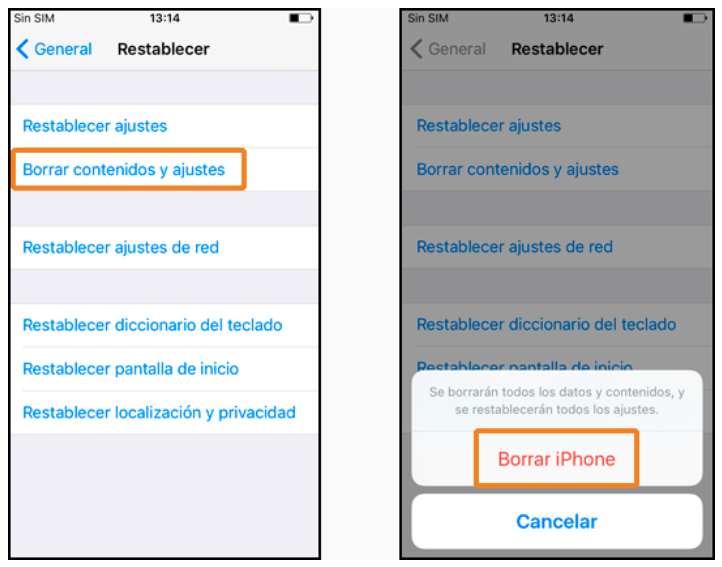 Sin SIM 13:14
General Restablecer
Restablecer ajustes
Borrar contenidos y ajustes
Restablecer ajustes de red
Restablecer diccionario del teclado
Restablecer pantalla de inicio
Restablecer localización y privacidad
Sin SIM 13:14
General Restablecer
Restablecer ajustes
Borrar contenidos y ajustes
Restablecer ajustes de red
Restablecer diccionario del teclado
Restablecer pantalla de inicio
Se borrarán todos los datos y contenidos, y
se restablecerán todos los ajustes.
Borrar iPhone
Cancelar